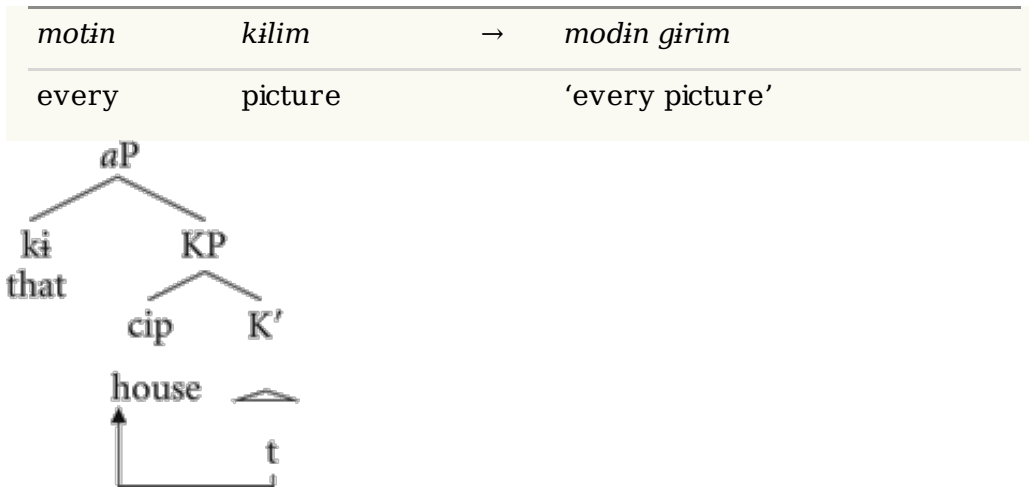 motɨn kɨlim → modɨn gɨrim
every picture ‘every picture’
aP
kɨ KP
that
cip K′
house
t